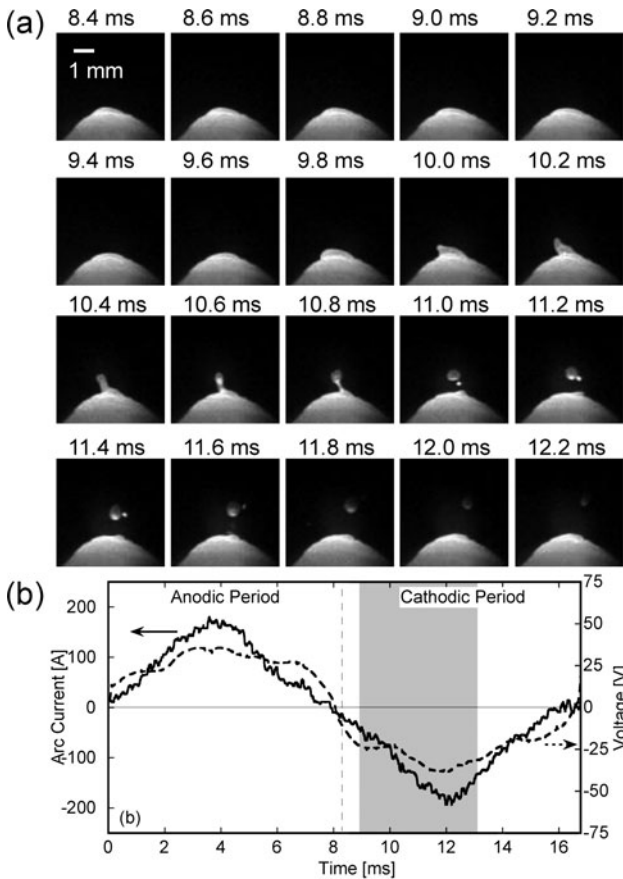 (a)
8.4 ms 8.6 ms 8.8 ms 9.0 ms 9.2 ms
1 mm
9.4 ms 9.6 ms 9.8 ms 10.0 ms 10.2 ms
10.4 ms 10.6 ms 10.8 ms 11.0 ms 11.2 ms
11.4 ms 11.6 ms 11.8 ms 12.0 ms 12.2 ms
(b)
Anodic Period Cathodic Period
200
100
0
-100
-200
Arc Current [A]
75
50
25
0
-25
-50
-75
Voltage [V]
(b)
0 2 4 6 8 10 12 14 16
Time [ms]